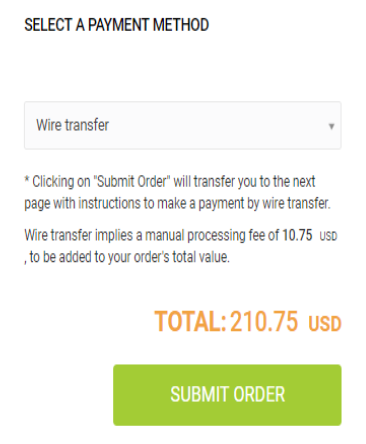 SELECT A PAYMENT METHOD
Wire transfer
* Clicking on "Submit Order" will transfer you to the next
page with instructions to make a payment by wire transfer.
Wire transfer implies a manual processing fee of 10.75 USD
, to be added to your order's total value.
TOTAL: 210.75 USD
SUBMIT ORDER